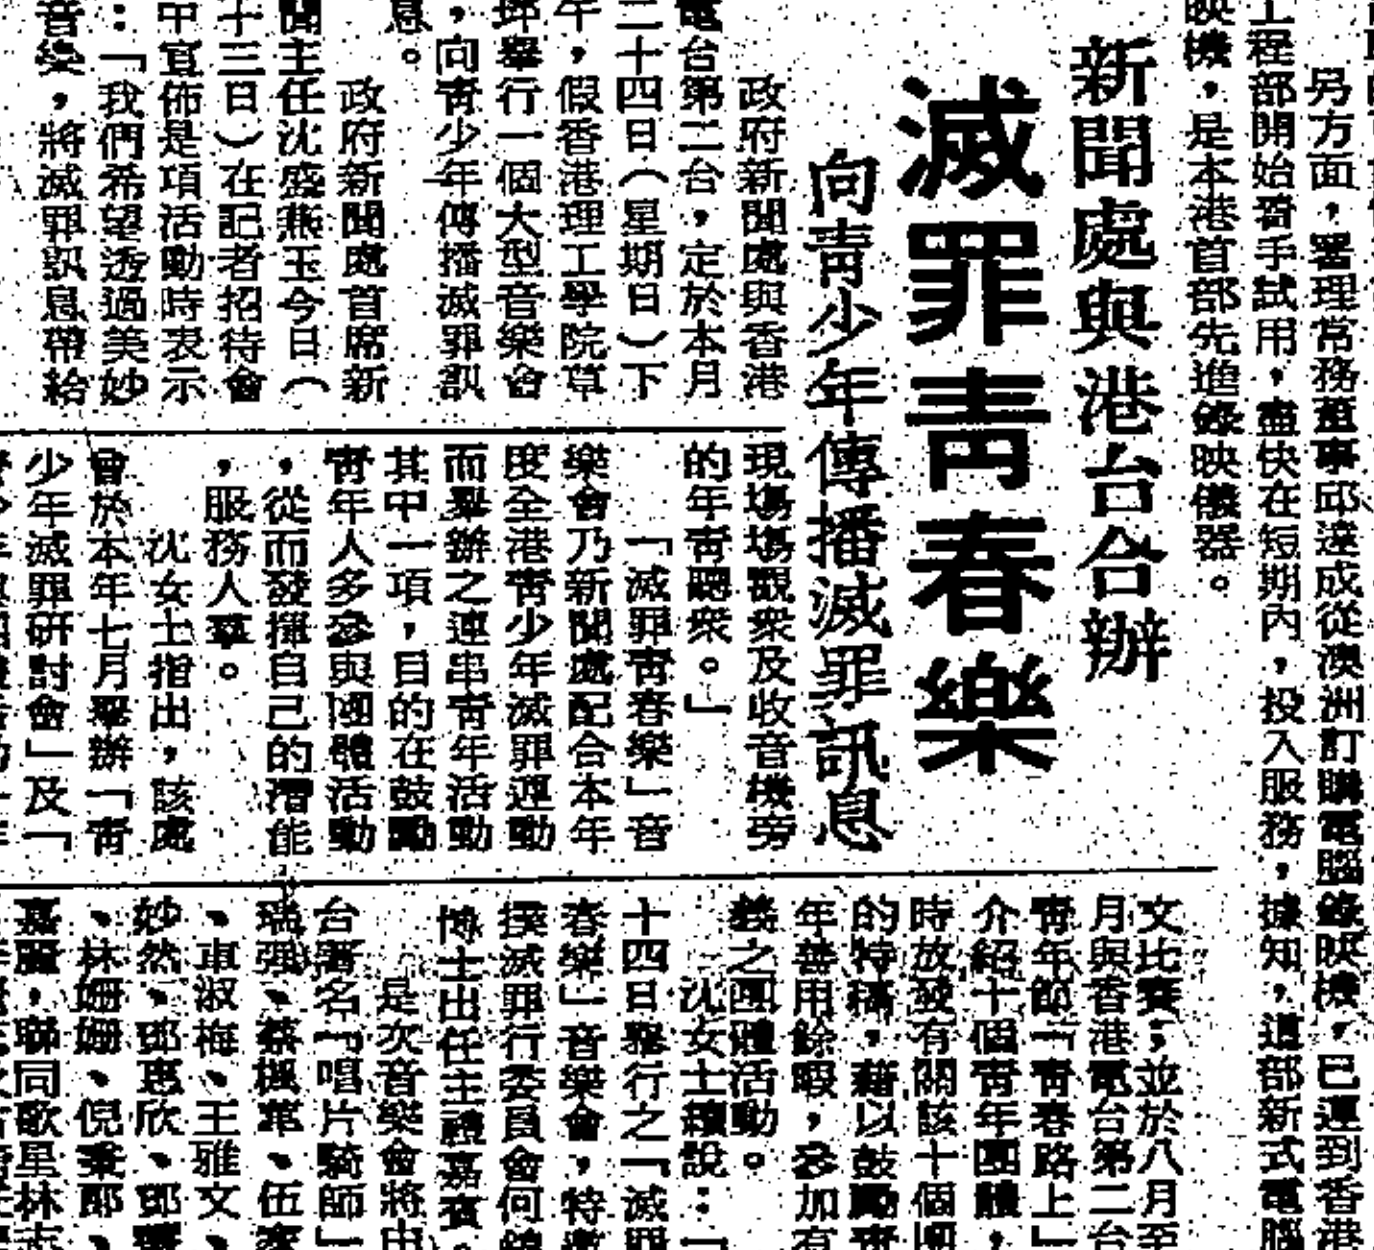 另方面，署理常務董事邱達成從澳洲訂購電腦錄映機，已運到香港
工程部開始着手試用，盡快在短期內，投入服務，據知，這部新式電腦
映機，是本港首部先進錄映儀器。
新聞處與港台合辦
滅罪青春樂
向青少年傳播滅罪訊息
政府新聞處與香港
電台第二台，定於本月
二十四日（星期日）下
午，假香港理工學院草
坪舉行一個大型音樂會
，向青少年傳播滅罪訊
息。
政府新聞處首席新
聞主任沈盛燕玉今日（
十三日）在記者招待會
中宣佈是項活動時表示
：「我們希望透過美妙
音樂，將滅罪訊息帶給
現場場觀衆及收音機旁
的年青聽衆。」
「滅罪青春樂」音
樂會乃新聞處配合本年
度全港青少年滅罪運動
而舉辦之連串青年活動
其中一項，目的在鼓勵
青年人多參與團體活動
，從而發揮自己的潛能
，服務人羣。
沈女士指出，該處
會於本年七月舉辦「青
少年滅罪研討會」及「
文比賽；並於八月至
月與香港電台第二台
青年節「青春路上」
介紹十個青年團體，
時放發有關該十個團
的特稿，藉以鼓勵青
年善用餘暇，參加有
義之團體活動。
沈女士續說：「
十四日舉行之「滅罪
春樂」音樂會，特邀
撲滅罪行委員會何錦
博士出任主禮嘉賓。
是次音樂會將由
台著名「唱片騎師」
瑞强、蔡楓華、伍家
、車淑梅、王雅文、
妙然、鄧惠欣、鄧
、林姍姍、倪秉郎、
嘉麗，聯同歌星林志